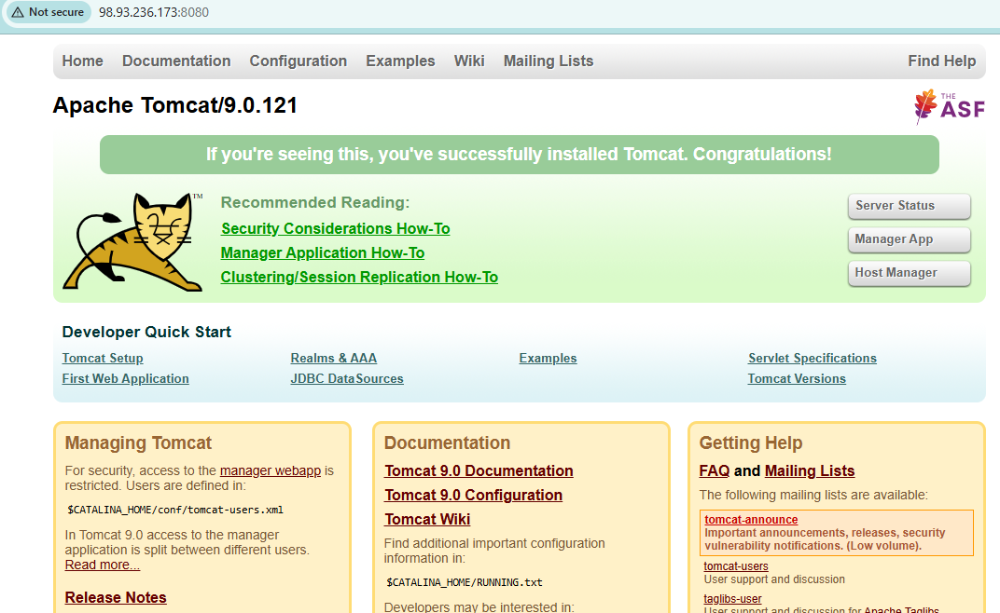 Not secure 98.93.236.173:8080
Home Documentation Configuration Examples Wiki Mailing Lists Find Help
Apache Tomcat/9.0.121
THE
ASF
If you're seeing this, you've successfully installed Tomcat. Congratulations!
TM
Recommended Reading:
Security Considerations How-To
Manager Application How-To
Clustering/Session Replication How-To
Server Status
Manager App
Host Manager
Developer Quick Start
Tomcat Setup
First Web Application
Realms & AAA
JDBC DataSources
Examples
Servlet Specifications
Tomcat Versions
Managing Tomcat
For security, access to the manager webapp is
restricted. Users are defined in:
$CATALINA_HOME/conf/tomcat-users.xml
In Tomcat 9.0 access to the manager
application is split between different users.
Read more...
Release Notes
Documentation
Tomcat 9.0 Documentation
Tomcat 9.0 Configuration
Tomcat Wiki
Find additional important configuration
information in:
$CATALINA_HOME/RUNNING.txt
Developers may be interested in:
Getting Help
FAQ and Mailing Lists
The following mailing lists are available:
tomcat-announce
Important announcements, releases, security
vulnerability notifications. (Low volume).
tomcat-users
User support and discussion
taglibs-user
User support and discussion for Apache Taglibs